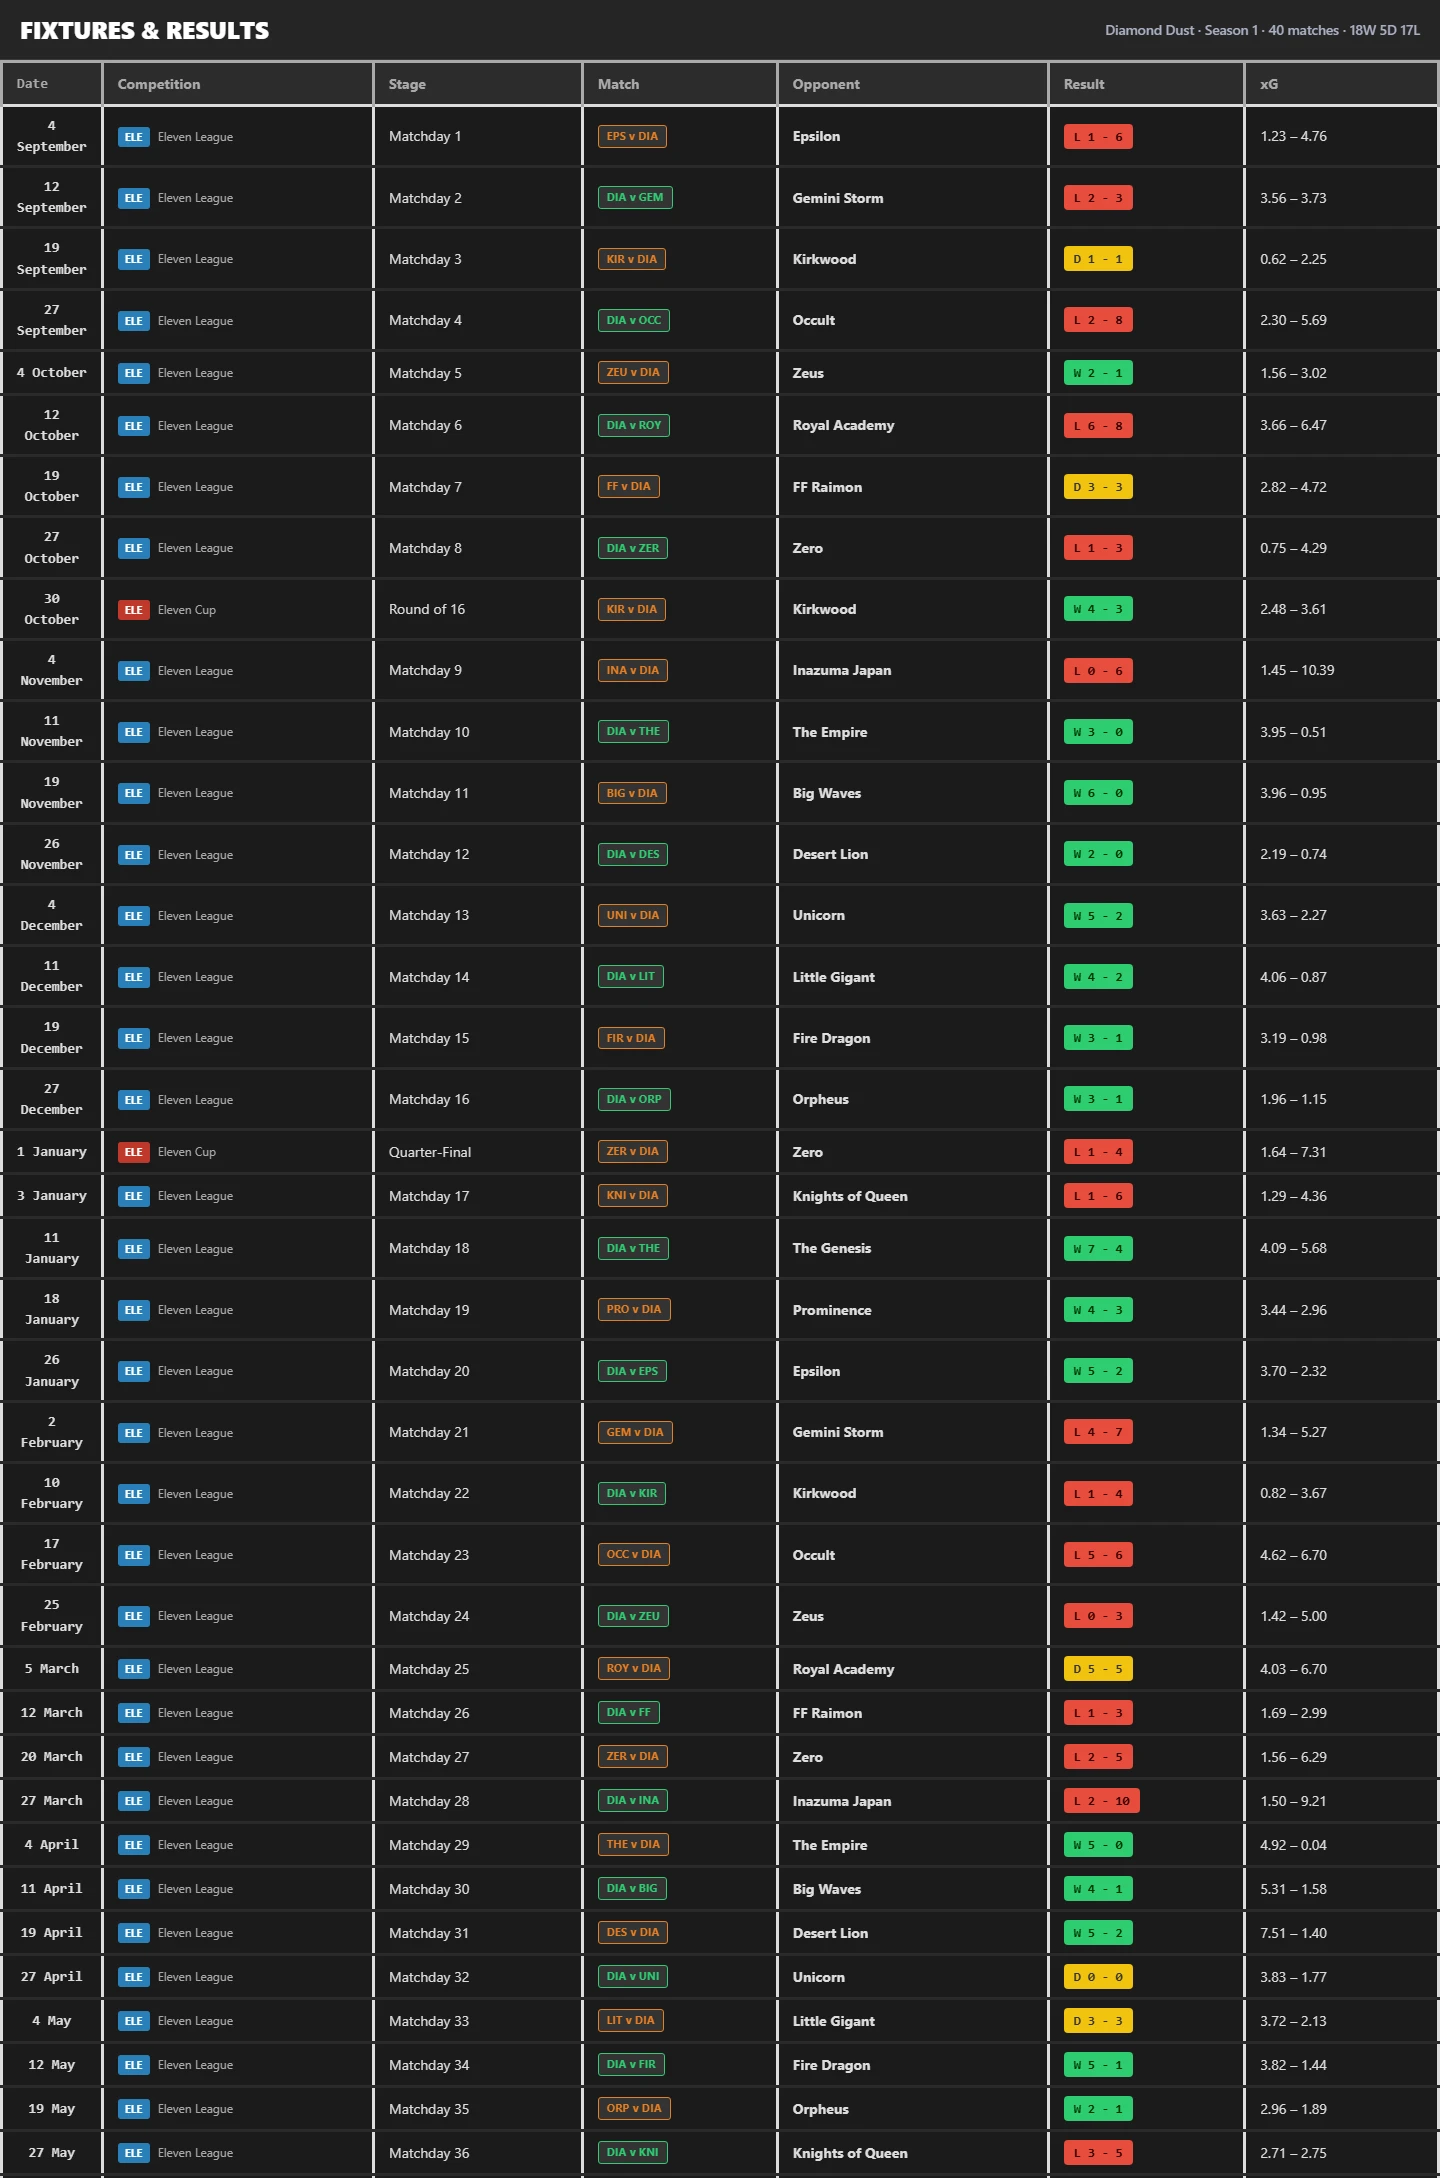 FIXTURES & RESULTS
Diamond Dust · Season 1 · 40 matches · 18W 5D 17L
Date Competition Stage Match Opponent Result xG
4 September ELE Eleven League Matchday 1 EPS v DIA Epsilon L 1 - 6 1.23 – 4.76
12 September ELE Eleven League Matchday 2 DIA v GEM Gemini Storm L 2 - 3 3.56 – 3.73
19 September ELE Eleven League Matchday 3 KIR v DIA Kirkwood D 1 - 1 0.62 – 2.25
27 September ELE Eleven League Matchday 4 DIA v OCC Occult L 2 - 8 2.30 – 5.69
4 October ELE Eleven League Matchday 5 ZEU v DIA Zeus W 2 - 1 1.56 – 3.02
12 October ELE Eleven League Matchday 6 DIA v ROY Royal Academy L 6 - 8 3.66 – 6.47
19 October ELE Eleven League Matchday 7 FF v DIA FF Raimon D 3 - 3 2.82 – 4.72
27 October ELE Eleven League Matchday 8 DIA v ZER Zero L 1 - 3 0.75 – 4.29
30 October ELE Eleven Cup Round of 16 KIR v DIA Kirkwood W 4 - 3 2.48 – 3.61
4 November ELE Eleven League Matchday 9 INA v DIA Inazuma Japan L 0 - 6 1.45 – 10.39
11 November ELE Eleven League Matchday 10 DIA v THE The Empire W 3 - 0 3.95 – 0.51
19 November ELE Eleven League Matchday 11 BIG v DIA Big Waves W 6 - 0 3.96 – 0.95
26 November ELE Eleven League Matchday 12 DIA v DES Desert Lion W 2 - 0 2.19 – 0.74
4 December ELE Eleven League Matchday 13 UNI v DIA Unicorn W 5 - 2 3.63 – 2.27
11 December ELE Eleven League Matchday 14 DIA v LIT Little Gigant W 4 - 2 4.06 – 0.87
19 December ELE Eleven League Matchday 15 FIR v DIA Fire Dragon W 3 - 1 3.19 – 0.98
27 December ELE Eleven League Matchday 16 DIA v ORP Orpheus W 3 - 1 1.96 – 1.15
1 January ELE Eleven Cup Quarter-Final ZER v DIA Zero L 1 - 4 1.64 – 7.31
3 January ELE Eleven League Matchday 17 KNI v DIA Knights of Queen L 1 - 6 1.29 – 4.36
11 January ELE Eleven League Matchday 18 DIA v THE The Genesis W 7 - 4 4.09 – 5.68
18 January ELE Eleven League Matchday 19 PRO v DIA Prominence W 4 - 3 3.44 – 2.96
26 January ELE Eleven League Matchday 20 DIA v EPS Epsilon W 5 - 2 3.70 – 2.32
2 February ELE Eleven League Matchday 21 GEM v DIA Gemini Storm L 4 - 7 1.34 – 5.27
10 February ELE Eleven League Matchday 22 DIA v KIR Kirkwood L 1 - 4 0.82 – 3.67
17 February ELE Eleven League Matchday 23 OCC v DIA Occult L 5 - 6 4.62 – 6.70
25 February ELE Eleven League Matchday 24 DIA v ZEU Zeus L 0 - 3 1.42 – 5.00
5 March ELE Eleven League Matchday 25 ROY v DIA Royal Academy D 5 - 5 4.03 – 6.70
12 March ELE Eleven League Matchday 26 DIA v FF FF Raimon L 1 - 3 1.69 – 2.99
20 March ELE Eleven League Matchday 27 ZER v DIA Zero L 2 - 5 1.56 – 6.29
27 March ELE Eleven League Matchday 28 DIA v INA Inazuma Japan L 2 - 10 1.50 – 9.21
4 April ELE Eleven League Matchday 29 THE v DIA The Empire W 5 - 0 4.92 – 0.04
11 April ELE Eleven League Matchday 30 DIA v BIG Big Waves W 4 - 1 5.31 – 1.58
19 April ELE Eleven League Matchday 31 DES v DIA Desert Lion W 5 - 2 7.51 – 1.40
27 April ELE Eleven League Matchday 32 DIA v UNI Unicorn D 0 - 0 3.83 – 1.77
4 May ELE Eleven League Matchday 33 LIT v DIA Little Gigant D 3 - 3 3.72 – 2.13
12 May ELE Eleven League Matchday 34 DIA v FIR Fire Dragon W 5 - 1 3.82 – 1.44
19 May ELE Eleven League Matchday 35 ORP v DIA Orpheus W 2 - 1 2.96 – 1.89
27 May ELE Eleven League Matchday 36 DIA v KNI Knights of Queen L 3 - 5 2.71 – 2.75